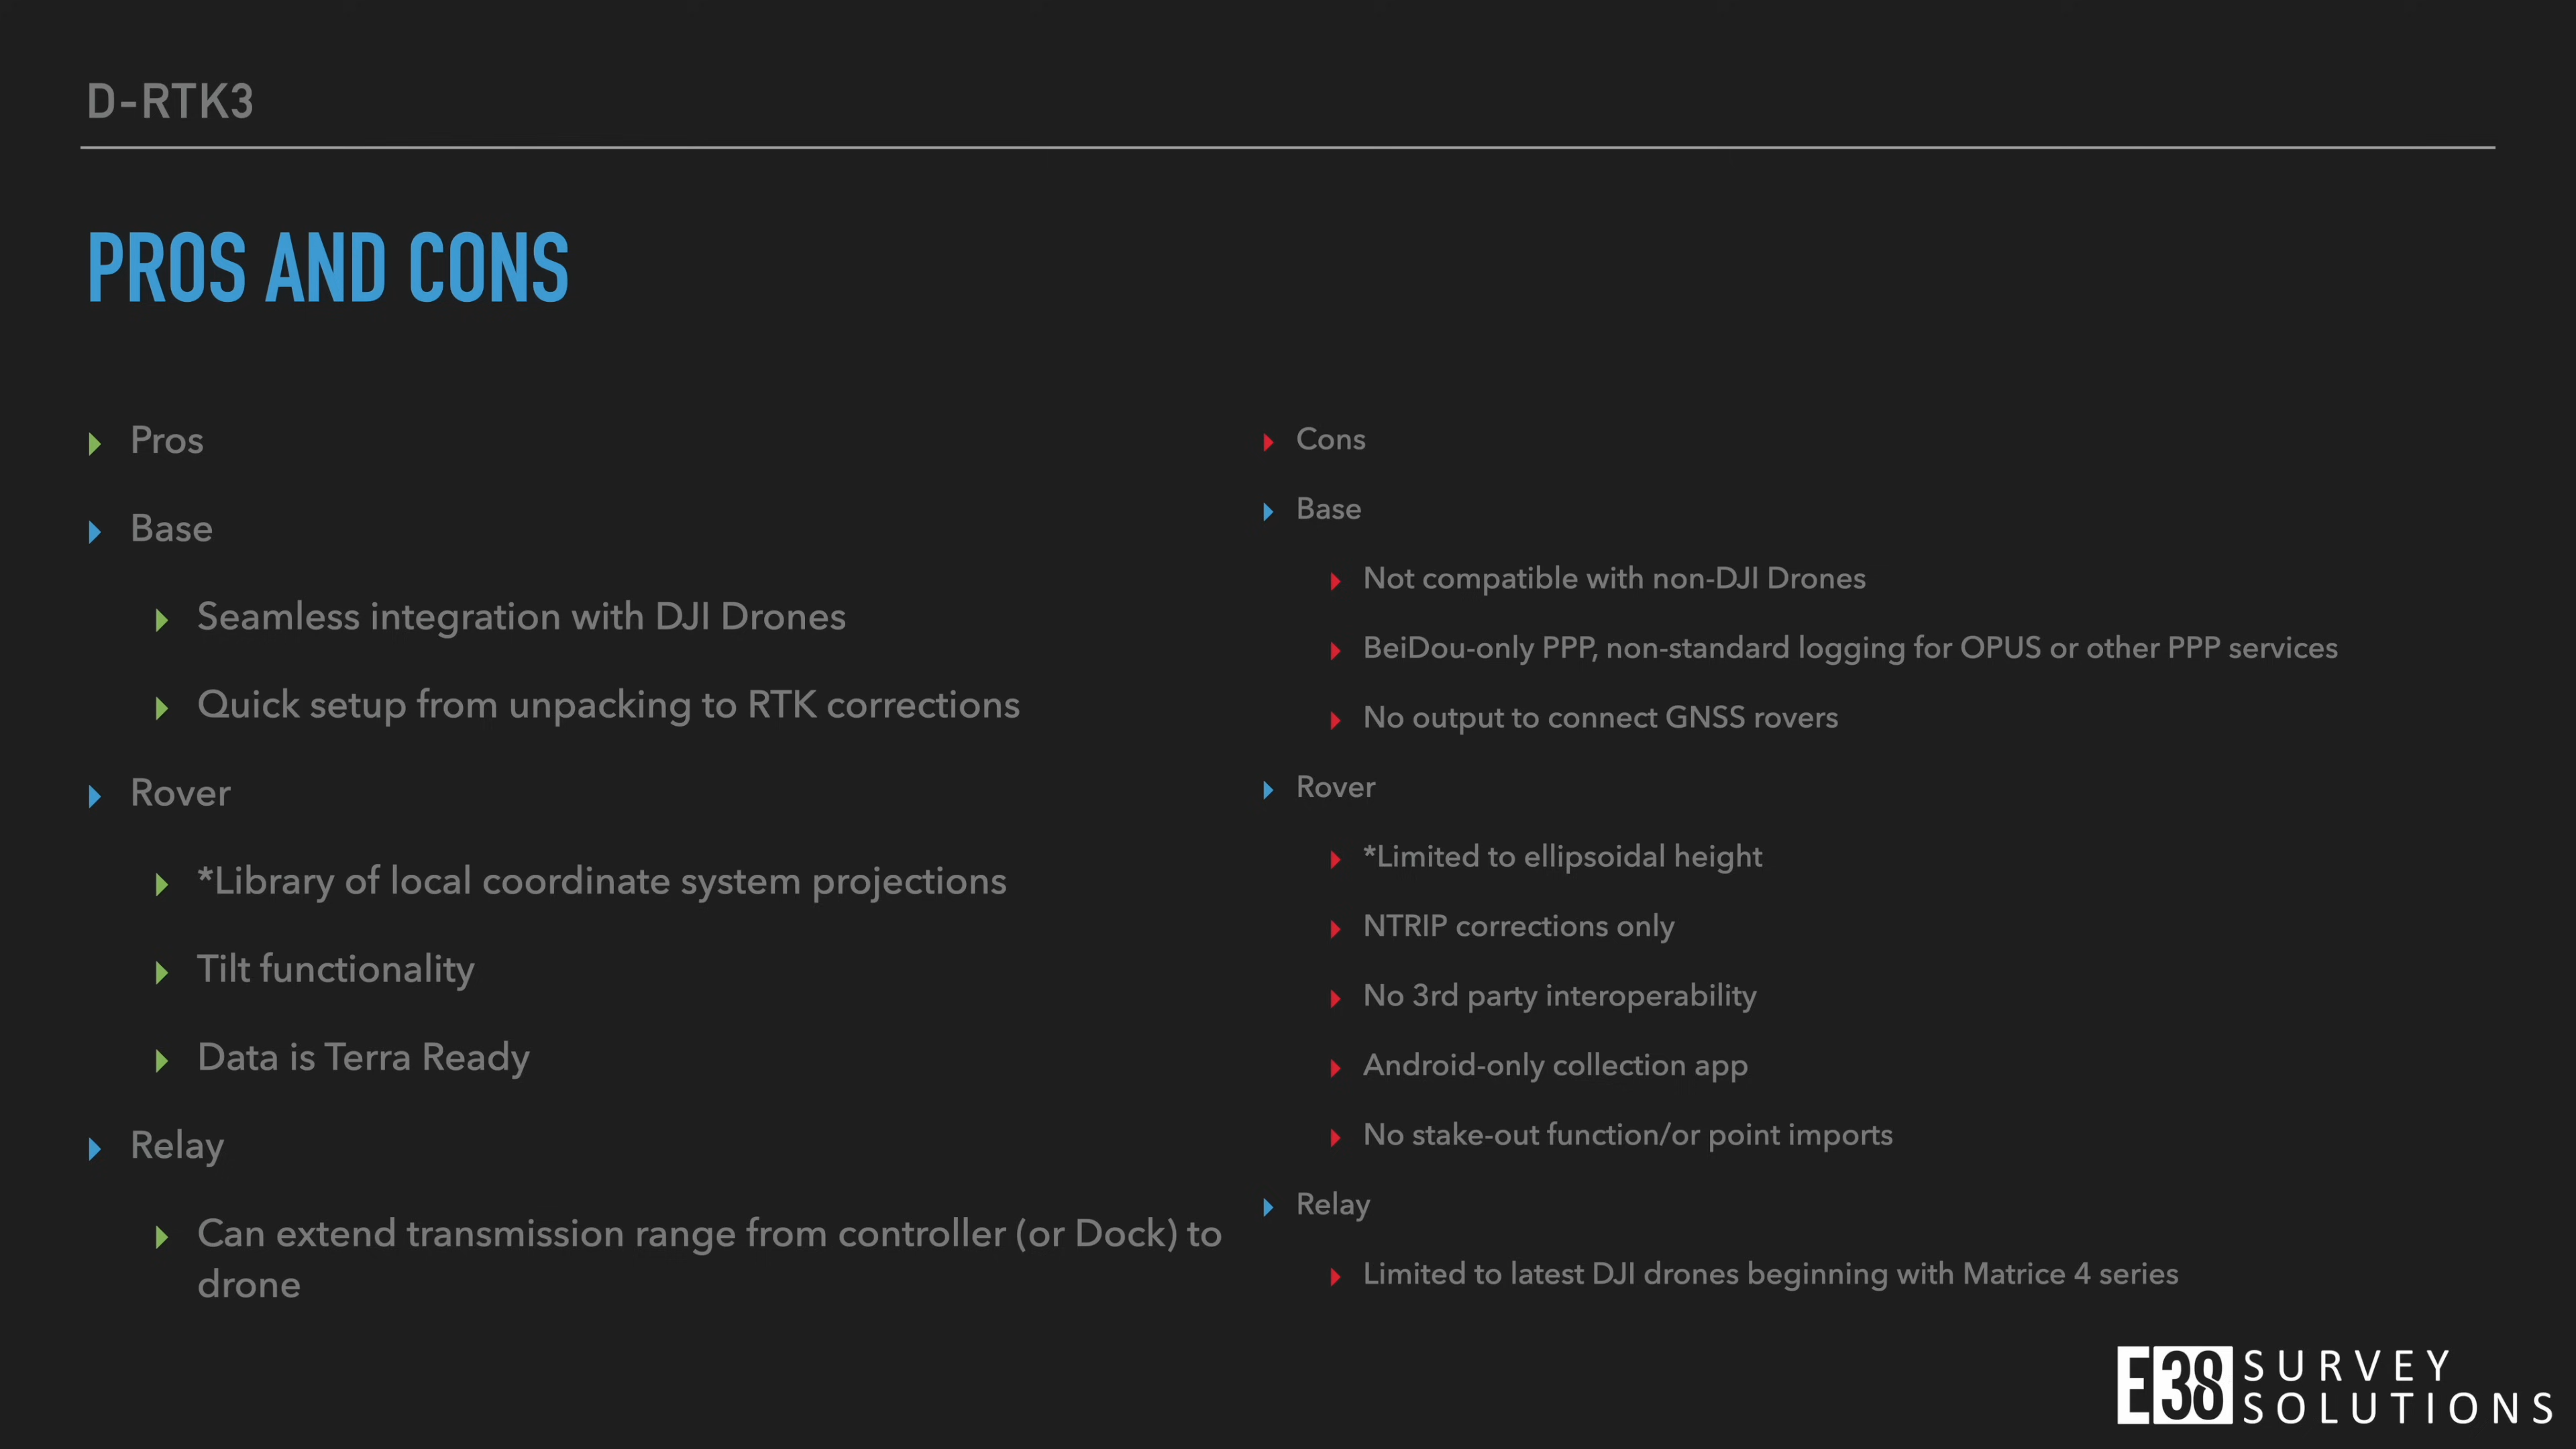 D-RTK3
PROS AND CONS
Pros
Base
Seamless integration with DJI Drones
Quick setup from unpacking to RTK corrections
Rover
*Library of local coordinate system projections
Tilt functionality
Data is Terra Ready
Relay
Can extend transmission range from controller (or Dock) to
drone
Cons
Base
Not compatible with non-DJI Drones
BeiDou-only PPP, non-standard logging for OPUS or other PPP services
No output to connect GNSS rovers
Rover
*Limited to ellipsoidal height
NTRIP corrections only
No 3rd party interoperability
Android-only collection app
No stake-out function/or point imports
Relay
Limited to latest DJI drones beginning with Matrice 4 series
E38 SURVEY
SOLUTIONS